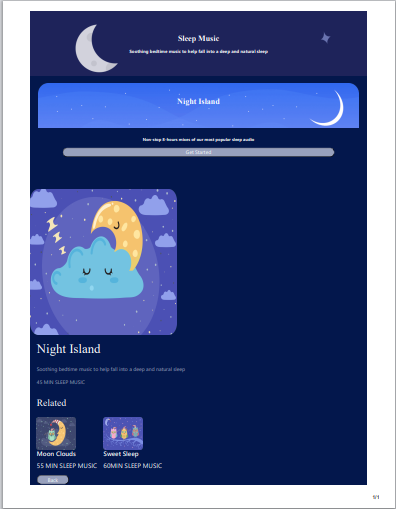 Sleep Music
Soothing bedtime music to help fall into a deep and natural sleep
Night Island
Non-stop 8-hours mixes of our most popular sleep audio
Get Started
Night Island
Soothing bedtime music to help fall into a deep and natural sleep
45 MIN SLEEP MUSIC
Related
Moon Clouds Sweet Sleep
55 MIN SLEEP MUSIC 60MIN SLEEP MUSIC
Back
1/1